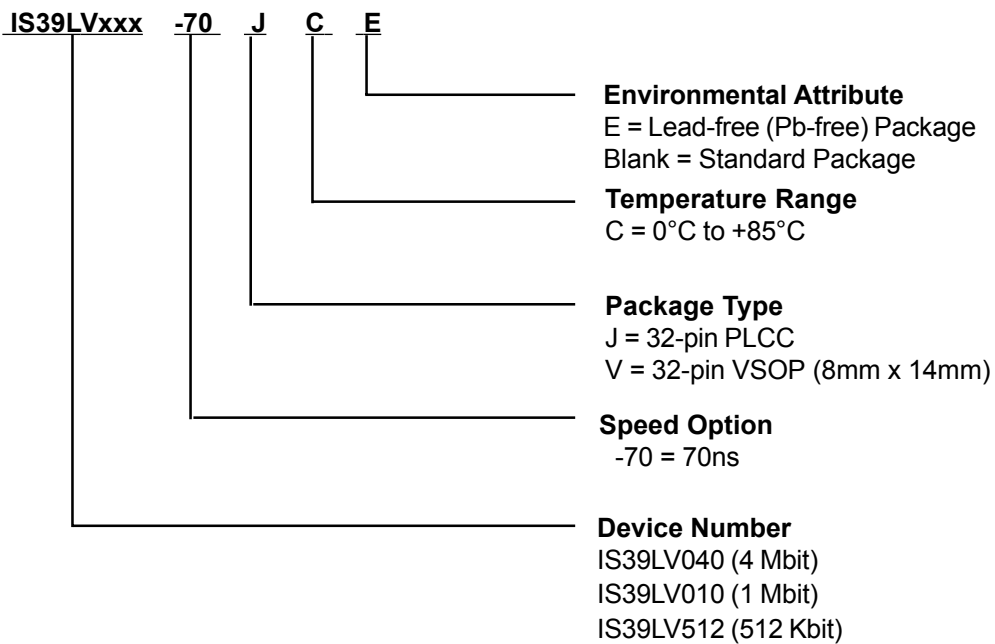 IS39LVxxx -70 J C E
Environmental Attribute
E = Lead-free (Pb-free) Package
Blank = Standard Package
Temperature Range
C = 0°C to +85°C
Package Type
J = 32-pin PLCC
V = 32-pin VSOP (8mm x 14mm)
Speed Option
-70 = 70ns
Device Number
IS39LV040 (4 Mbit)
IS39LV010 (1 Mbit)
IS39LV512 (512 Kbit)